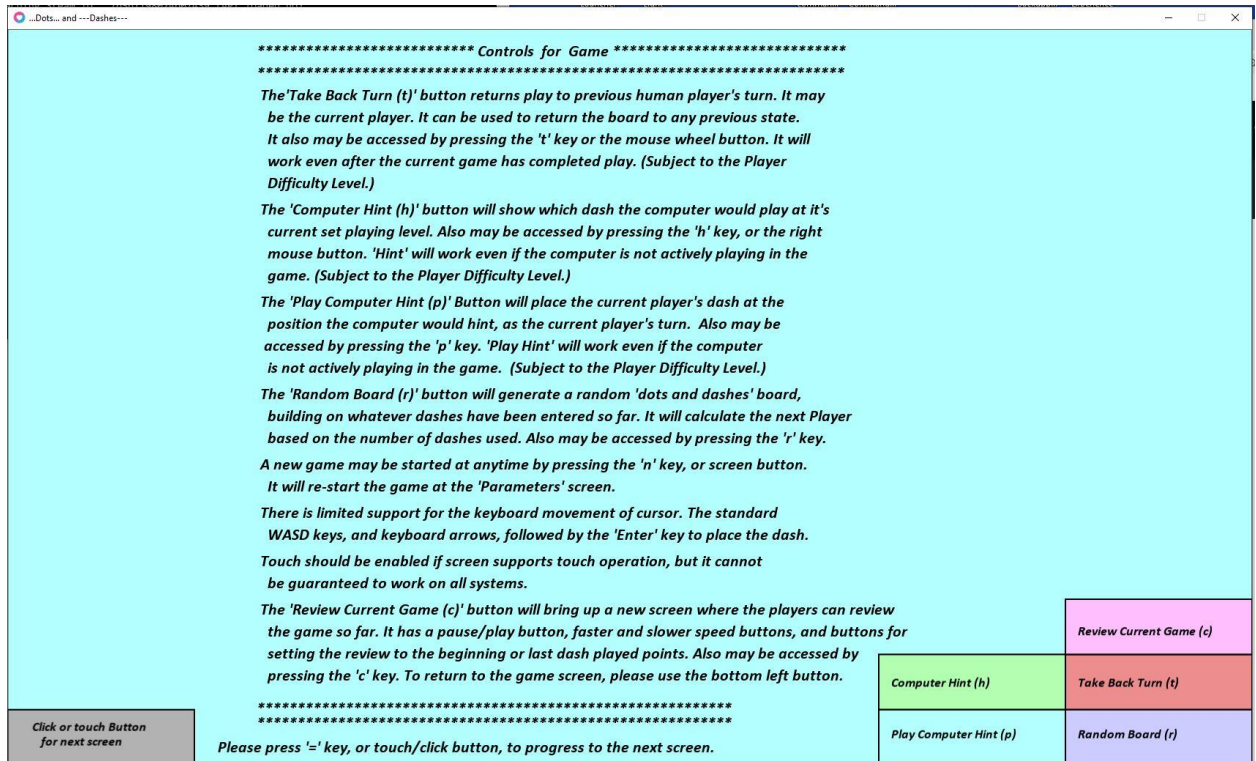 ...Dots... and ---Dashes---
*************************** Controls for Game *****************************
*************************************************************************
The'Take Back Turn (t)' button returns play to previous human player's turn. It may
be the current player. It can be used to return the board to any previous state.
It also may be accessed by pressing the 't' key or the mouse wheel button. It will
work even after the current game has completed play. (Subject to the Player
Difficulty Level.)
The 'Computer Hint (h)' button will show which dash the computer would play at it's
current set playing level. Also may be accessed by pressing the 'h' key, or the right
mouse button. 'Hint' will work even if the computer is not actively playing in the
game. (Subject to the Player Difficulty Level.)
The 'Play Computer Hint (p)' Button will place the current player's dash at the
position the computer would hint, as the current player's turn. Also may be
accessed by pressing the 'p' key. 'Play Hint' will work even if the computer
is not actively playing in the game. (Subject to the Player Difficulty Level.)
The 'Random Board (r)' button will generate a random 'dots and dashes' board,
building on whatever dashes have been entered so far. It will calculate the next Player
based on the number of dashes used. Also may be accessed by pressing the 'r' key.
A new game may be started at anytime by pressing the 'n' key, or screen button.
It will re-start the game at the 'Parameters' screen.
There is limited support for the keyboard movement of cursor. The standard
WASD keys, and keyboard arrows, followed by the 'Enter' key to place the dash.
Touch should be enabled if screen supports touch operation, but it cannot
be guaranteed to work on all systems.
The 'Review Current Game (c)' button will bring up a new screen where the players can review
the game so far. It has a pause/play button, faster and slower speed buttons, and buttons for
setting the review to the beginning or last dash played points. Also may be accessed by
pressing the 'c' key. To return to the game screen, please use the bottom left button.
***********************************************************
***********************************************************
Please press '=' key, or touch/click button, to progress to the next screen.
Click or touch Button
for next screen
Review Current Game (c)
Computer Hint (h)
Take Back Turn (t)
Play Computer Hint (p)
Random Board (r)